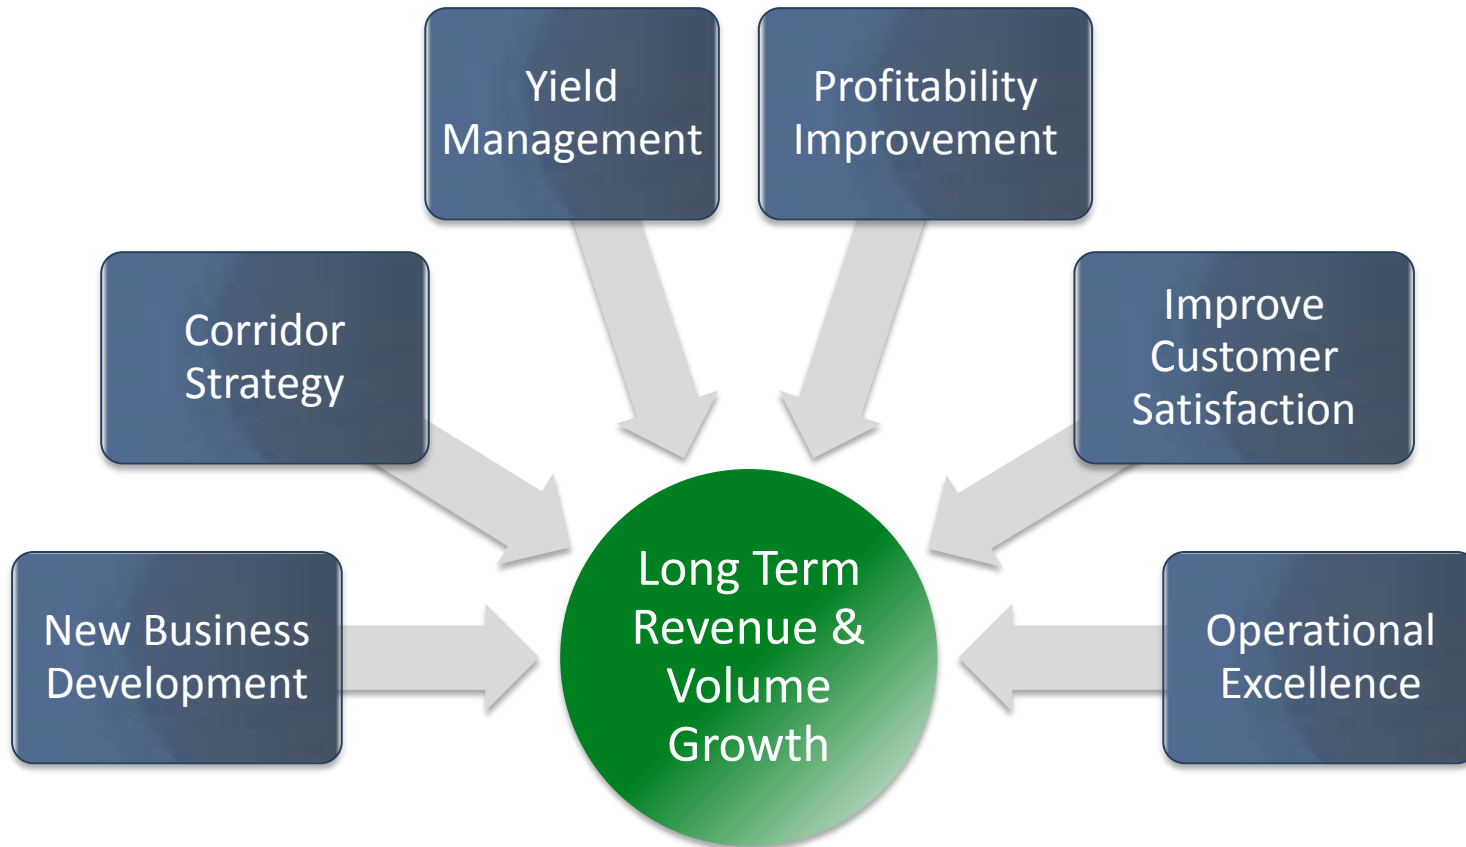 Yield
Management
Profitability
Improvement
Corridor
Strategy
Improve
Customer
Satisfaction
New Business
Development
Long Term
Revenue &
Volume
Growth
Operational
Excellence